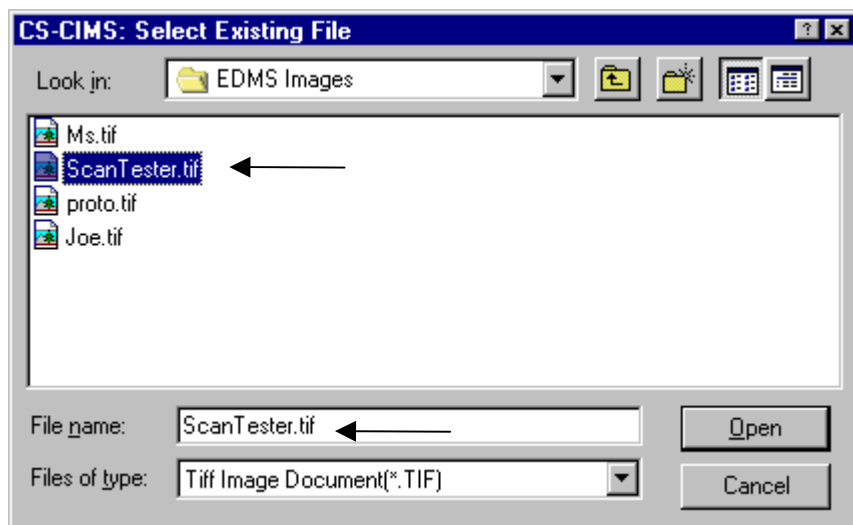 CS-CIMS: Select Existing File
Look in: EDMS Images
Ms.tif
ScanTester.tif
proto.tif
Joe.tif
File name: ScanTester.tif Open
Files of type: Tiff Image Document(*.TIF) Cancel